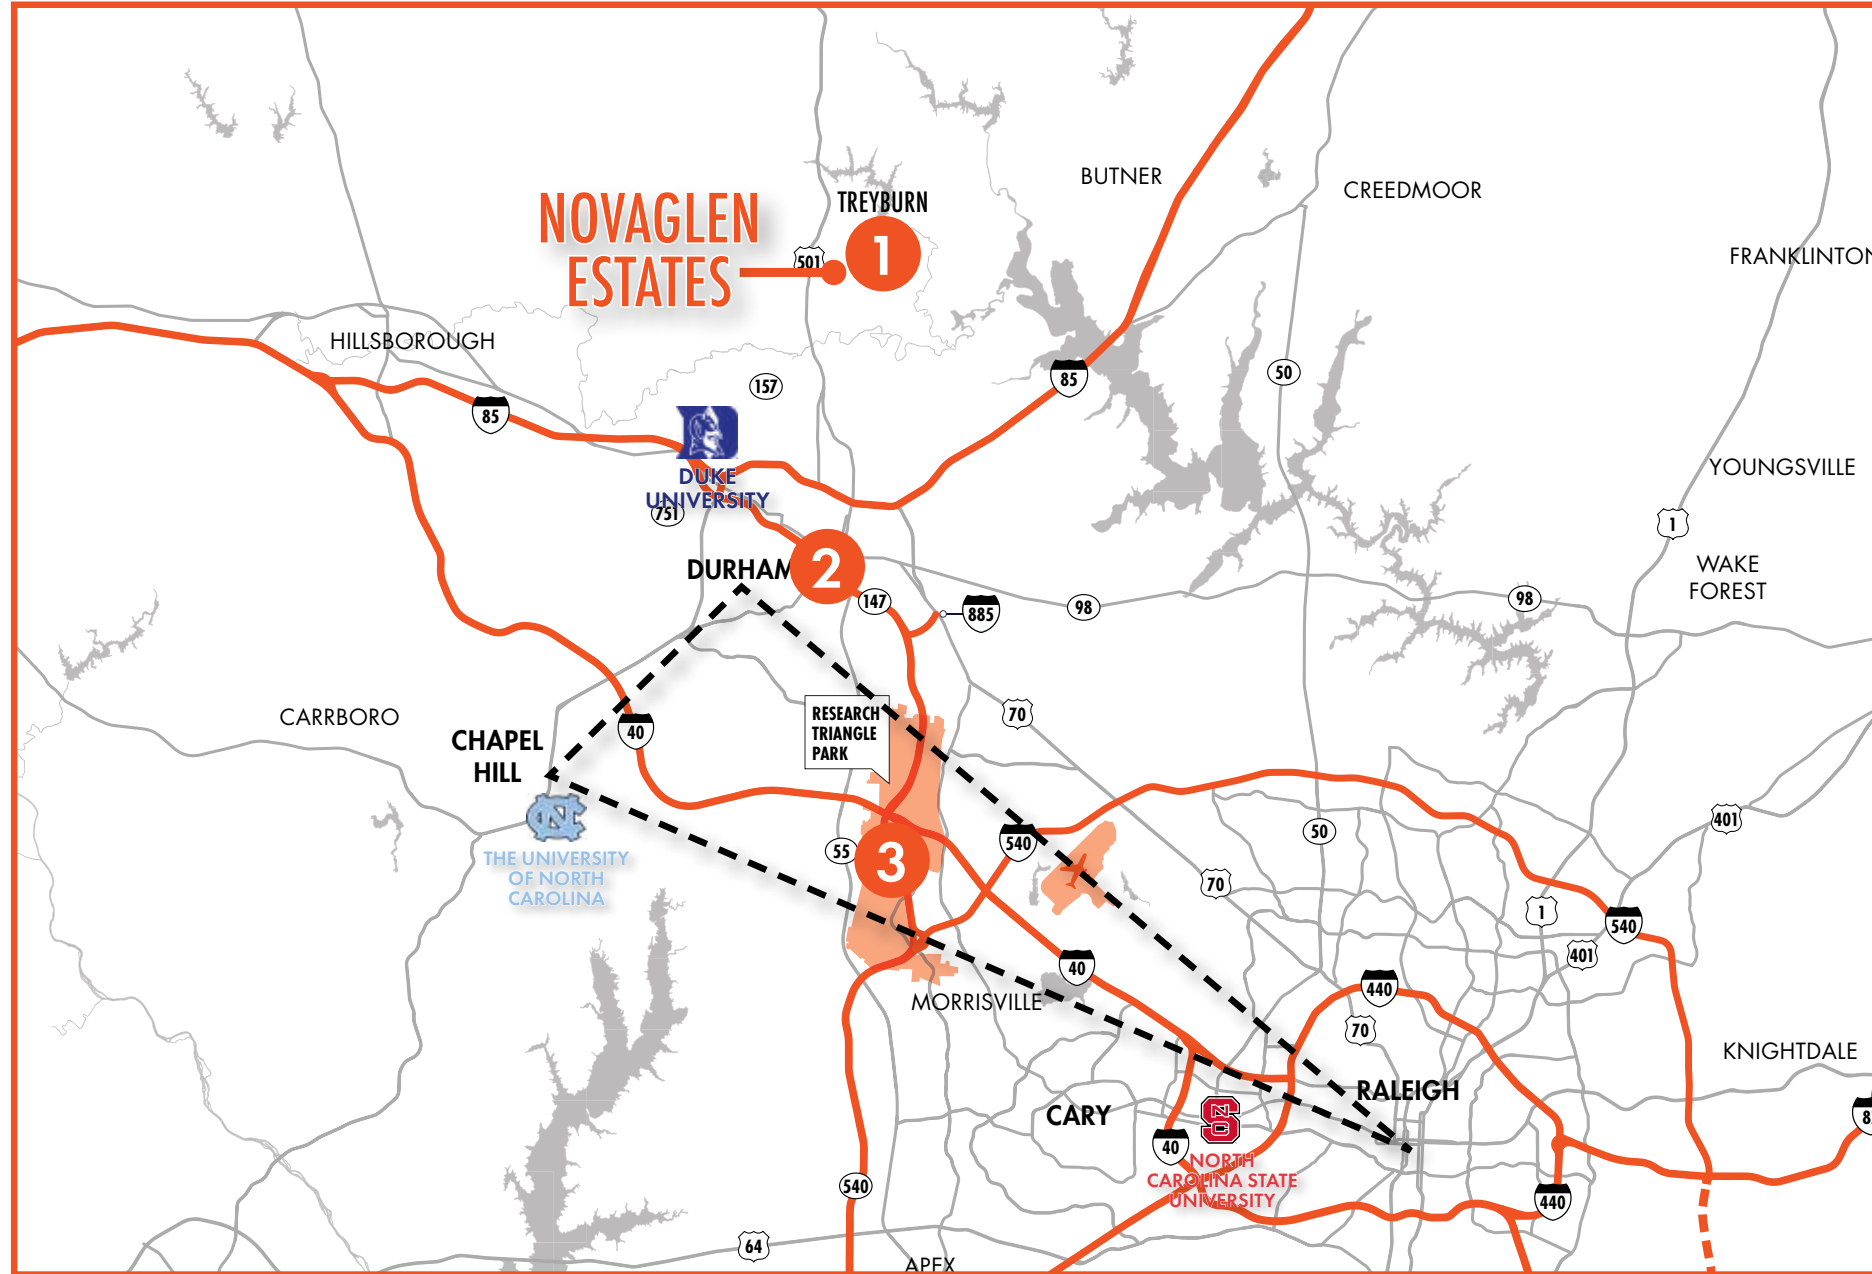 BUTNER
CREEDMOOR
TREYBURN
NOVAGLEN
ESTATES
501
1
FRANKLINTON
HILLSBOROUGH
85
157
85
50
DUKE
UNIVERSITY
751
YOUNGSVILLE
1
WAKE
FOREST
DURHAM
2
147
885
98
98
RESEARCH
TRIANGLE
PARK
70
CARRBORO
CHAPEL
HILL
40
THE UNIVERSITY
OF NORTH
CAROLINA
55
3
540
50
401
70
1
540
401
40
440
MORRISVILLE
70
KNIGHTDALE
RALEIGH
CARY
40
NORTH
CAROLINA STATE
UNIVERSITY
540
440
64
APEX